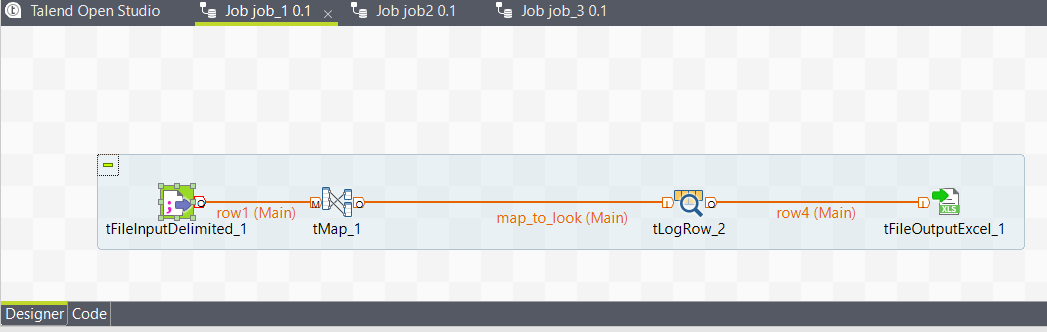 Talend Open Studio
Job job_1 0.1
Job job2 0.1
Job job_3 0.1
row1 (Main)
map_to_look (Main)
row4 (Main)
tFileInputDelimited_1
tMap_1
tLogRow_2
tFileOutputExcel_1
M
O
O
I
O
I
XLS
Designer
Code